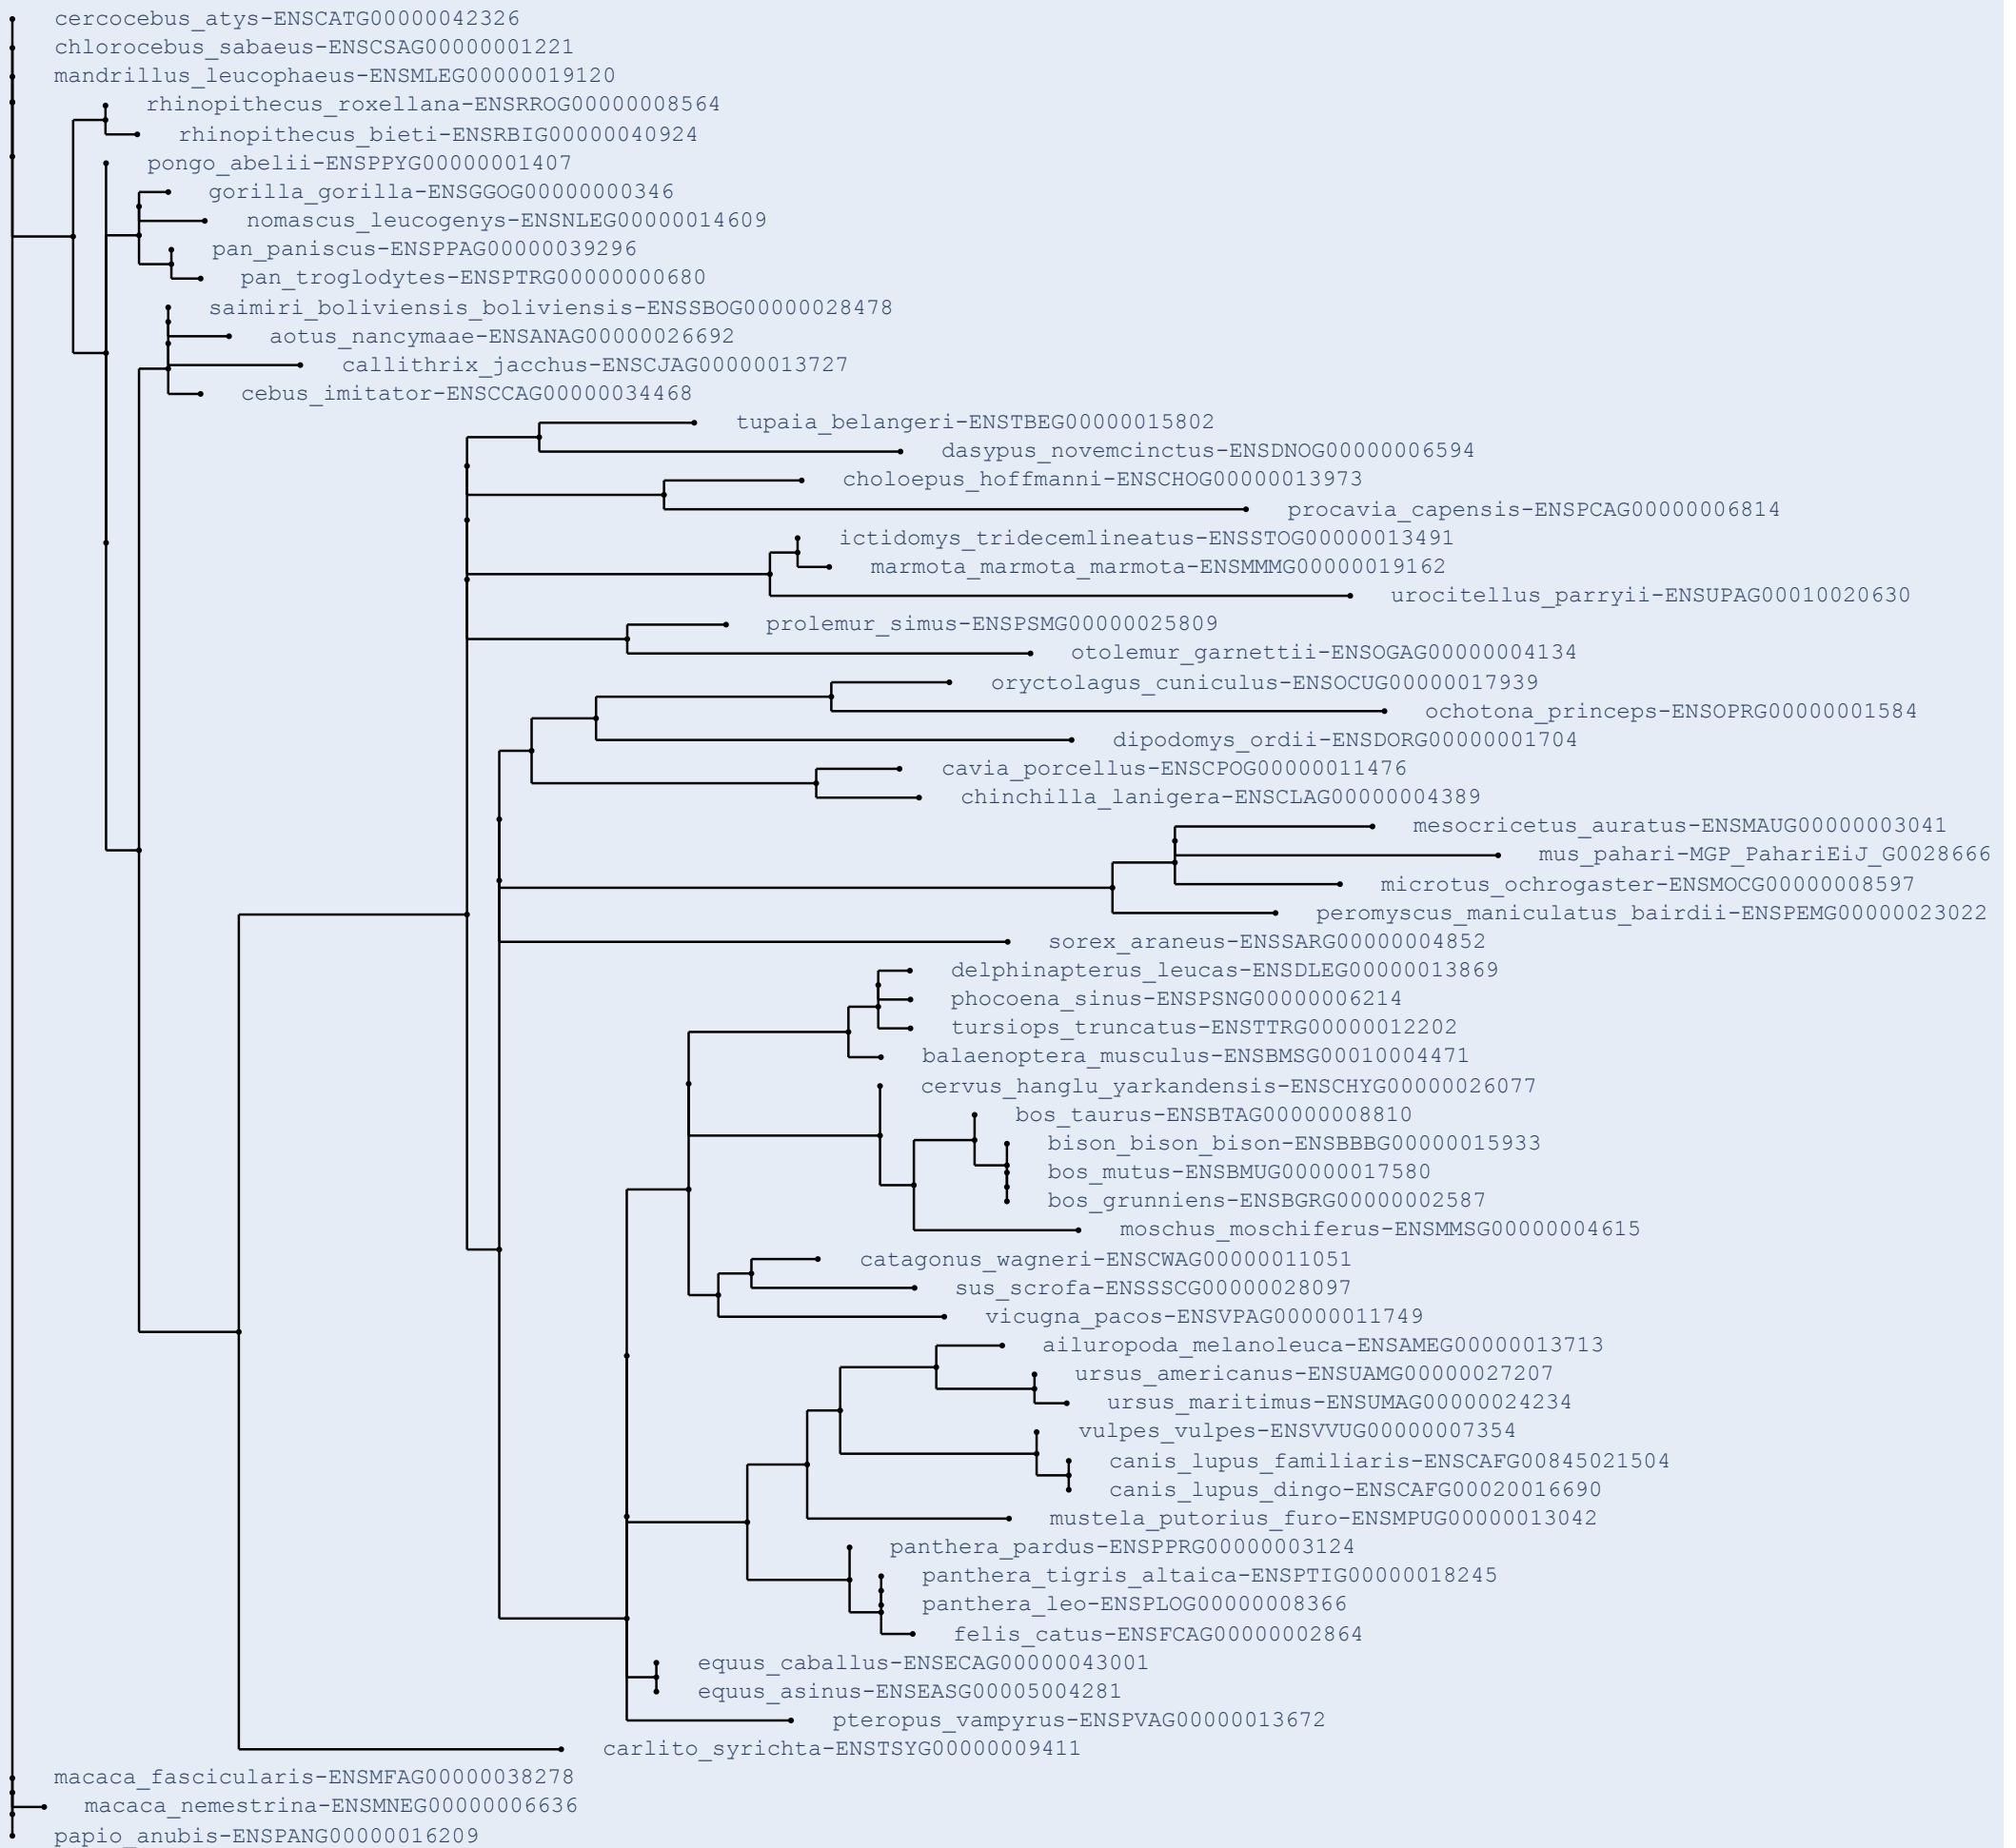 cercocebus_atys-ENSCATG00000042326
chlorocebus_sabaeus-ENSCSAG00000001221
mandrillus_leucophaeus-ENSMLEG00000019120
rhinopithecus_roxellana-ENSRROG00000008564
rhinopithecus_bieti-ENSRBIG00000040924
pongo_abelii-ENSPPYG00000001407
gorilla_gorilla-ENSGGOG00000000346
nomascus_leucogenys-ENSNLEG00000014609
pan_paniscus-ENSPPAG00000039296
pan_troglodytes-ENSPTRG00000000680
saimiri_boliviensis_boliviensis-ENSSBOG00000028478
aotus_nancymaae-ENSANAG00000026692
callithrix_jacchus-ENSCJAG00000013727
cebus_imitator-ENSCCAG00000034468
tupaia_belangeri-ENSTBEG00000015802
dasypus_novemcinctus-ENSDNOG00000006594
choloepus_hoffmanni-ENSCHOG00000013973
procavia_capensis-ENSPCAG00000006814
ictidomys_tridecemlineatus-ENSSTOG00000013491
marmota_marmota_marmota-ENSMMMG00000019162
urocitellus_parryii-ENSUPAG00010020630
prolemur_simus-ENSPSMG00000025809
otolemur_garnettii-ENSOGAG00000004134
oryctolagus_cuniculus-ENSOCUG00000017939
ochotona_princeps-ENSOPRG00000001584
dipodomys_ordii-ENSDORG00000001704
cavia_porcellus-ENSCPOG00000011476
chinchilla_lanigera-ENSCLAG00000004389
mesocricetus_auratus-ENSMAUG00000003041
mus_pahari-MGP_PahariEiJ_G0028666
microtus_ochrogaster-ENSMOCG00000008597
peromyscus_maniculatus_bairdii-ENSPEMG00000023022
sorex_araneus-ENSSARG00000004852
delphinapterus_leucas-ENSDLEG00000013869
phocoena_sinus-ENSPSNG00000006214
tursiops_truncatus-ENSTTRG00000012202
balaenoptera_musculus-ENSBMSG00010004471
cervus_hanglu_yarkandensis-ENSCHYG00000026077
bos_taurus-ENSBTAG00000008810
bison_bison_bison-ENSBBBG00000015933
bos_mutus-ENSBMUG00000017580
bos_grunniens-ENSBGRG00000002587
moschus_moschiferus-ENSMMSG00000004615
catagonus_wagneri-ENSCWAG00000011051
sus_scrofa-ENSSSCG00000028097
vicugna_pacos-ENSVPAG00000011749
ailuropoda_melanoleuca-ENSAMEG00000013713
ursus_americanus-ENSUAMG00000027207
ursus_maritimus-ENSUMAG00000024234
vulpes_vulpes-ENSVVUG00000007354
canis_lupus_familiaris-ENSCAFG00845021504
canis_lupus_dingo-ENSCAFG00020016690
mustela_putorius_furo-ENSMPUG00000013042
panthera_pardus-ENSPPRG00000003124
panthera_tigris_altaica-ENSPTIG00000018245
panthera_leo-ENSPLOG00000008366
felis_catus-ENSFCAG00000002864
equus_caballus-ENSECAG00000043001
equus_asinus-ENSEASG00005004281
pteropus_vampyrus-ENSPVAG00000013672
carlito_syrichta-ENSTSYG00000009411
macaca_fascicularis-ENSMFAG00000038278
macaca_nemestrina-ENSMNEG00000006636
papio_anubis-ENSPANG00000016209